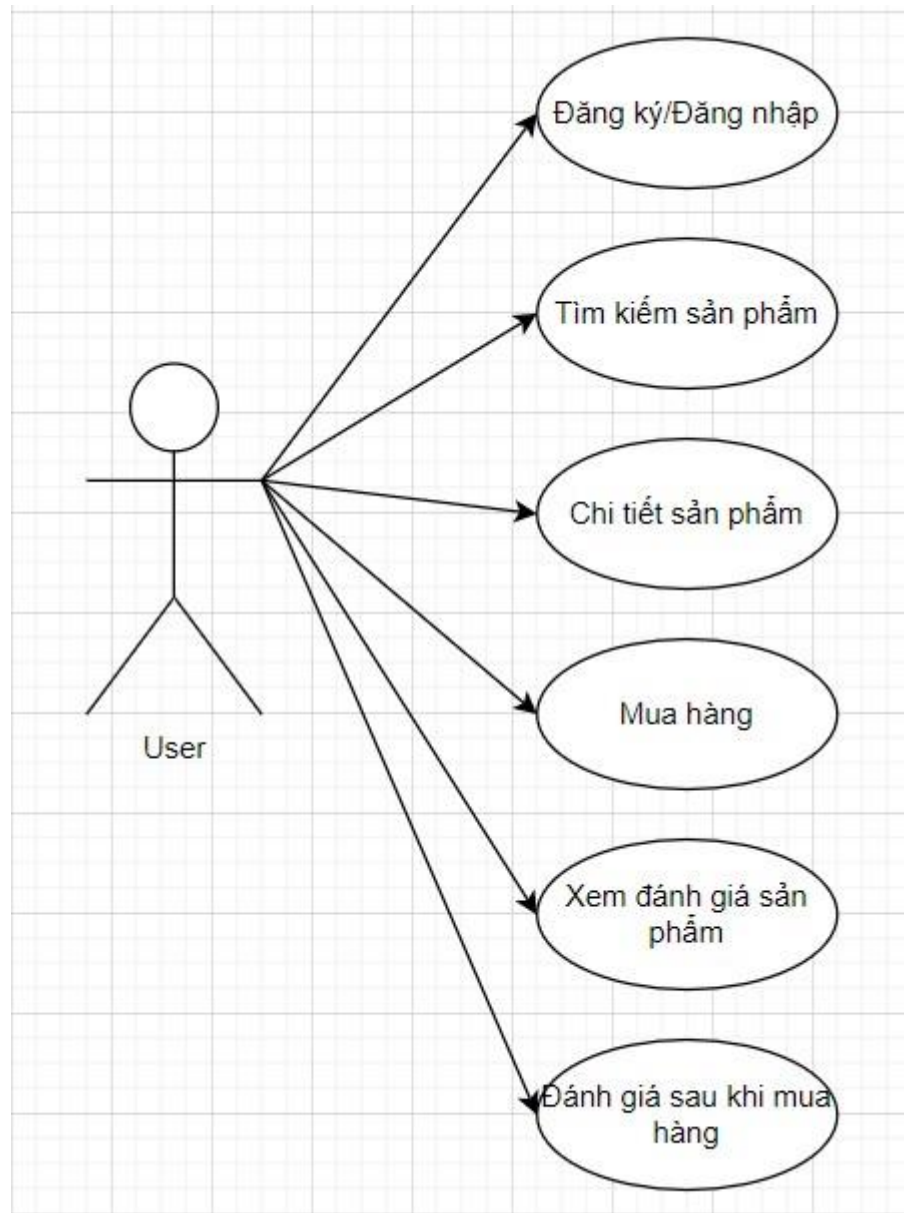 Đăng ký/Đăng nhập
Tìm kiếm sản phẩm
Chi tiết sản phẩm
Mua hàng
User
Xem đánh giá sản
phẩm
Đánh giá sau khi mua
hàng